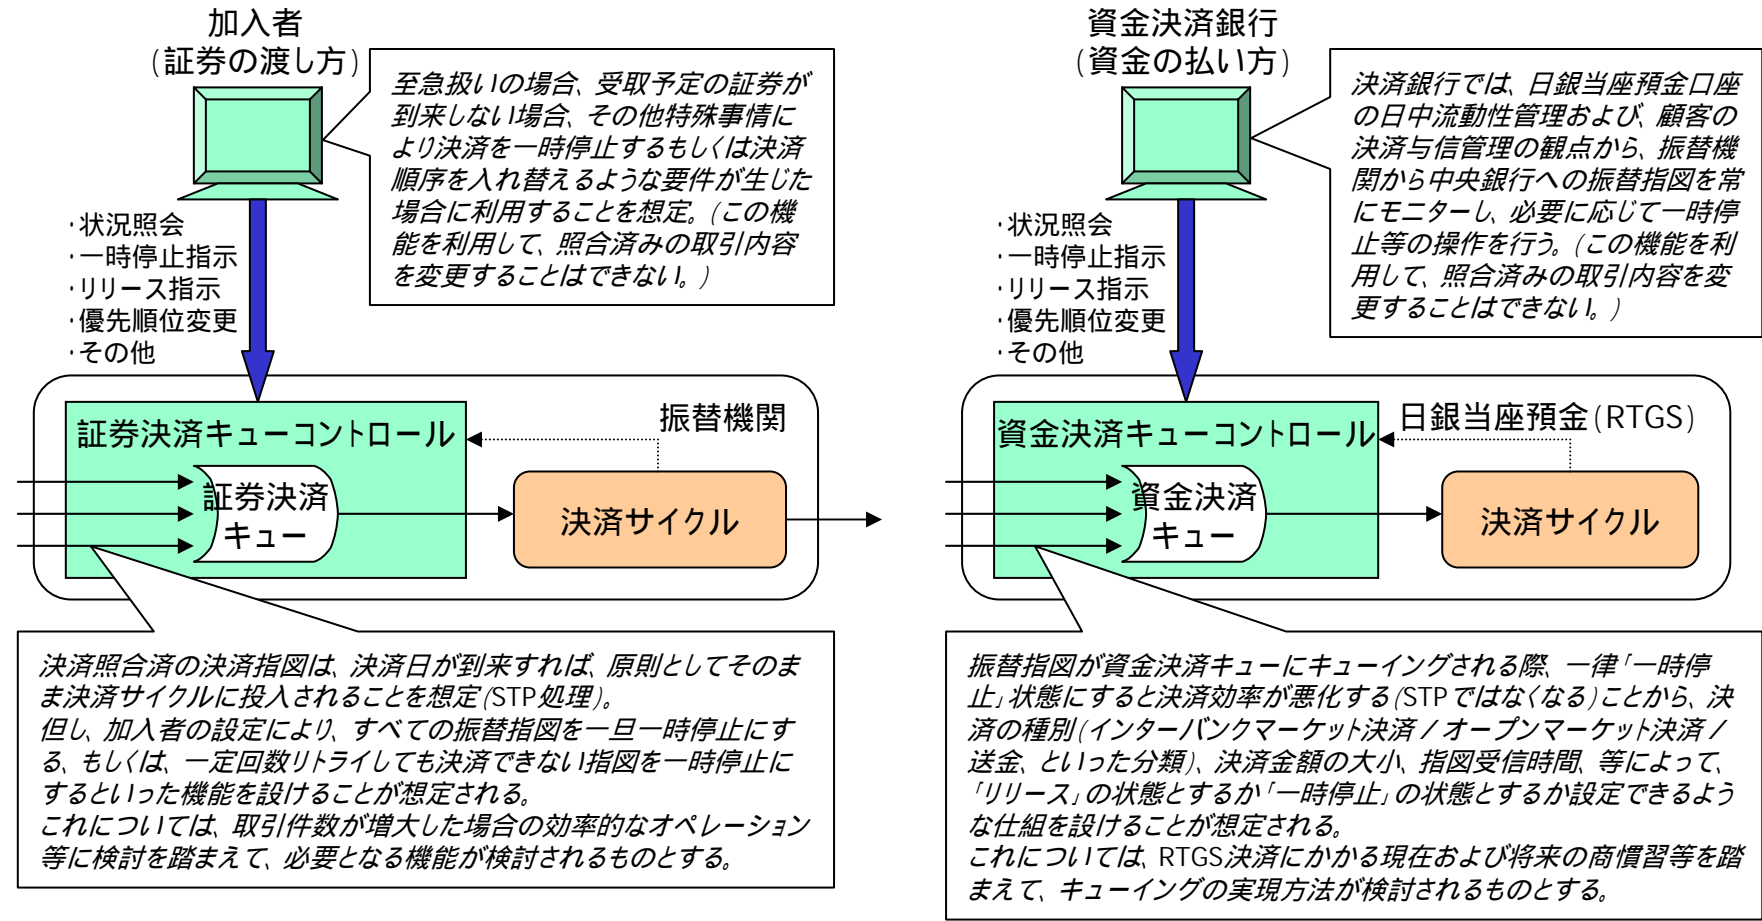 加入者
(証券の渡し方)
至急扱いの場合、受取予定の証券が
到来しない場合、その他特殊事情に
より決済を一時停止するもしくは決済
順序を入れ替えるような要件が生じた
場合に利用することを想定。(この機
能を利用して、照合済みの取引内容
を変更することはできない。)
・状況照会
・一時停止指示
・リリース指示
・優先順位変更
・その他
振替機関
証券決済キューコントロール
証券決済
キュー
決済サイクル
決済照合済の決済指図は、決済日が到来すれば、原則としてそのま
ま決済サイクルに投入されることを想定(STP処理)。
但し、加入者の設定により、すべての振替指図を一旦一時停止にす
る、もしくは、一定回数リトライしても決済できない指図を一時停止に
するといった機能を設けることが想定される。
これについては、取引件数が増大した場合の効率的なオペレーション
等に検討を踏まえて、必要となる機能が検討されるものとする。
資金決済銀行
(資金の払い方)
決済銀行では、日銀当座預金口座
の日中流動性管理および、顧客の
決済与信管理の観点から、振替機
関から中央銀行への振替指図を常
にモニターし、必要に応じて一時停
止等の操作を行う。(この機能を利
用して、照合済みの取引内容を変
更することはできない。)
・状況照会
・一時停止指示
・リリース指示
・優先順位変更
・その他
日銀当座預金(RTGS)
資金決済キューコントロール
資金決済
キュー
決済サイクル
振替指図が資金決済キューにキューイングされる際、一律「一時停
止」状態にすると決済効率が悪化する(STPではなくなる)ことから、決
済の種別(インターバンクマーケット決済/オープンマーケット決済/
送金、といった分類)、決済金額の大小、指図受信時間、等によって、
「リリース」の状態とするか「一時停止」の状態とするか設定できるよう
な仕組を設けることが想定される。
これについては、RTGS決済にかかる現在および将来の商慣習等を踏
まえて、キューイングの実現方法が検討されるものとする。